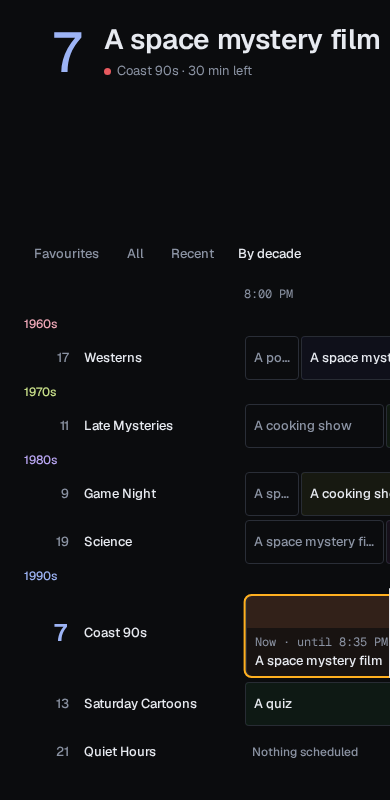 7 A space mystery film
Coast 90s · 30 min left
Favourites All Recent By decade
8:00 PM
1960s
17 Westerns A po... A space myst
1970s
11 Late Mysteries A cooking show
1980s
9 Game Night A sp... A cooking sh
19 Science A space mystery fi...
1990s
7 Coast 90s Now · until 8:35 PM
A space mystery film
13 Saturday Cartoons A quiz
21 Quiet Hours Nothing scheduled